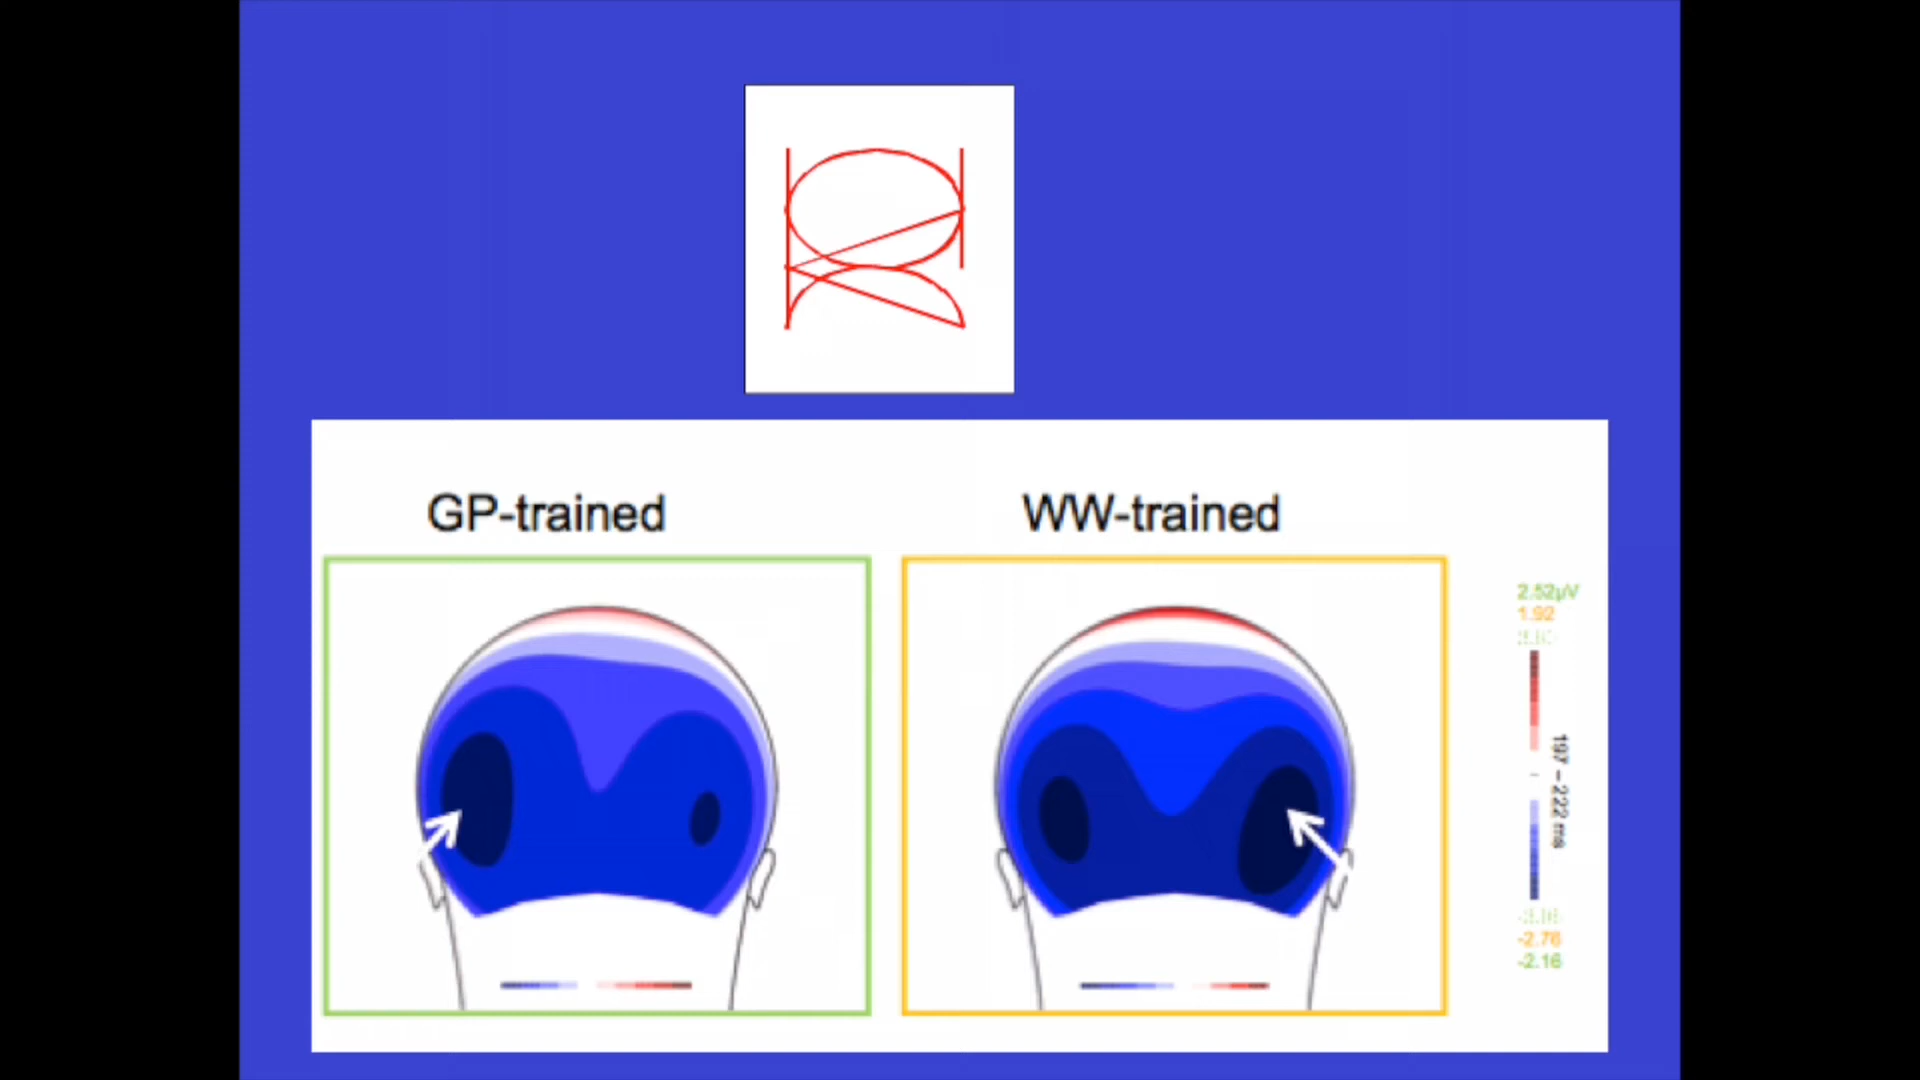 GP-trained
WW-trained
2.52µV
1.92
197 – 222 ms
-2.76
-2.16